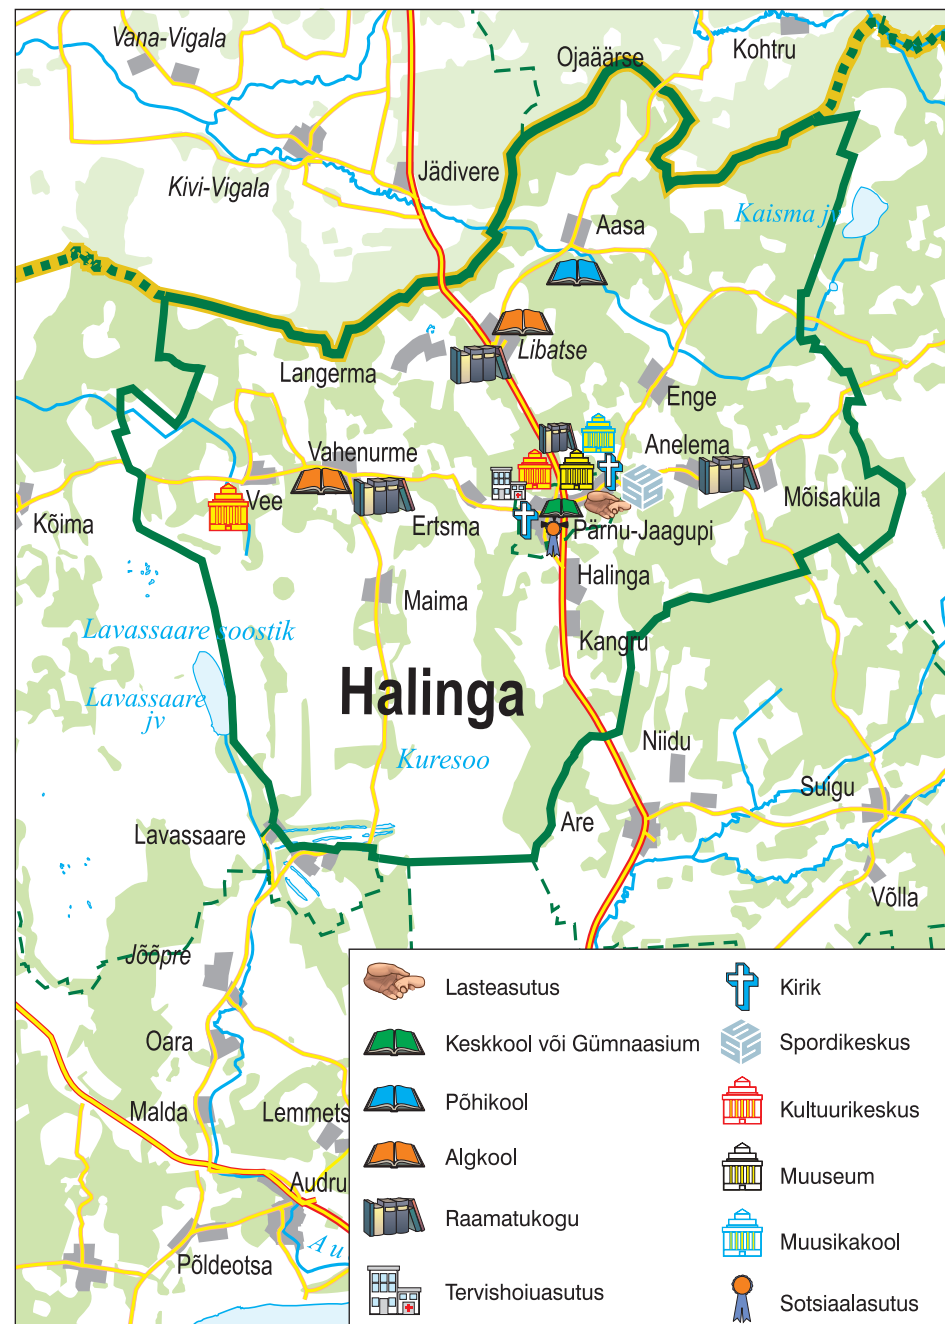 Vana-Vigala
Kohtru
Ojaäärse
Kivi-Vigala
Jädivere
Aasa
Kaisma jv
Libatse
Langerma
Enge
Vahenurme
Anelema
Vee
Mõisaküla
Kõima
Ertsma
Pärnu-Jaagupi
Halinga
Maima
Lavassaare soostik
Kangru
Lavassaare
jv
Halinga
Kuresoo
Niidu
Suigu
Lavassaare
Are
Võlla
Jõõpre
Oara
Malda
Lemmets
Audru
Au
Põldeotsa
Lasteasutus
Keskkool või Gümnaasium
Põhikool
Algkool
Raamatukogu
Tervishoiuasutus
Kirik
Spordikeskus
Kultuurikeskus
Muuseum
Muusikakool
Sotsiaalasutus